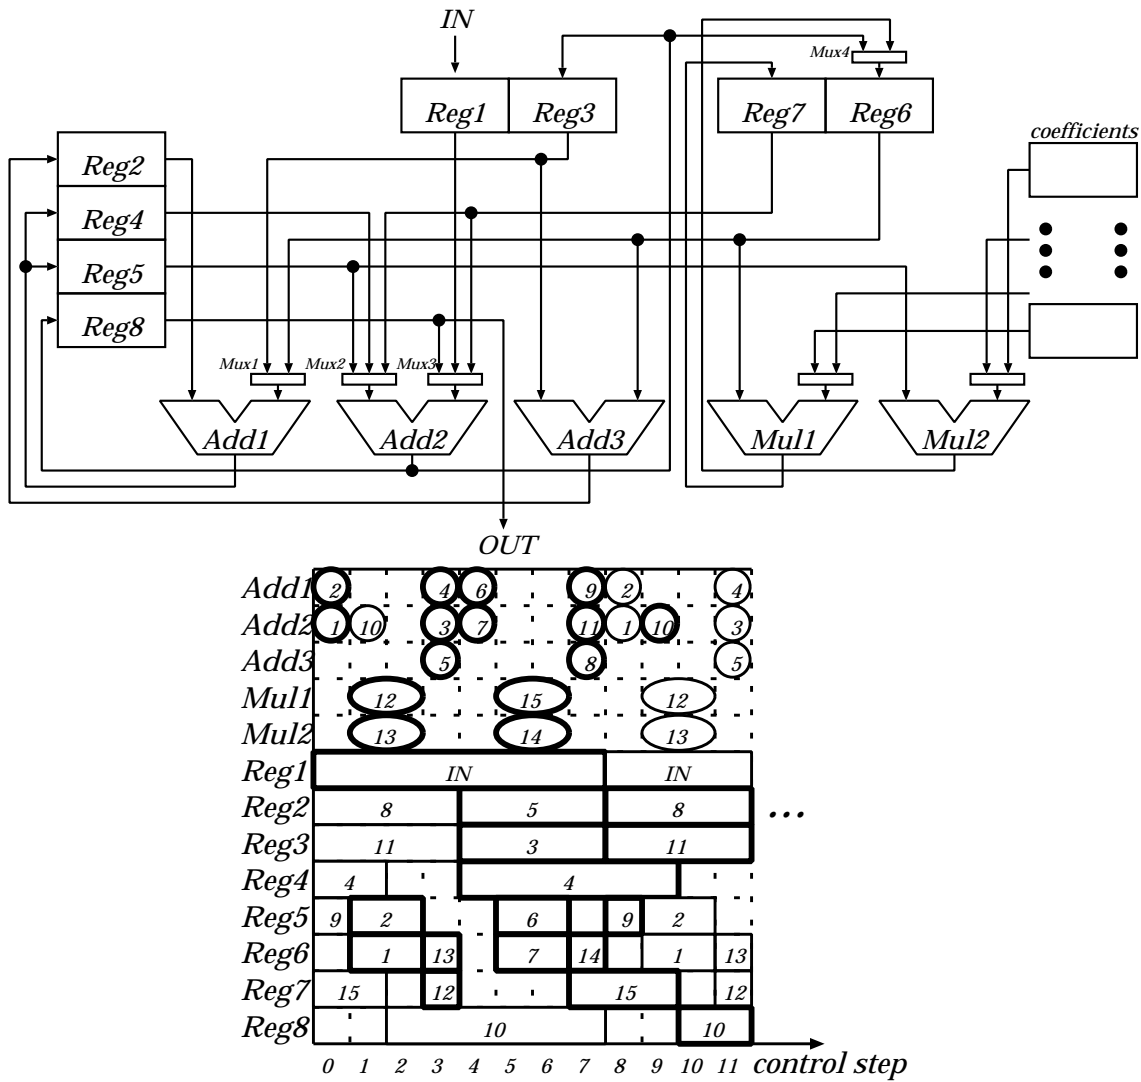 IN
Mux4
Reg1 Reg3 Reg7 Reg6
coefficients
Reg2
Reg4
Reg5
Reg8
Mux1 Mux2 Mux3
Add1 Add2 Add3 Mul1 Mul2
OUT
Add1 2 4 6 9 2 4
Add2 1 10 3 7 11 1 10 3
Add3 5 8 5
Mul1 12 15 12
Mul2 13 14 13
Reg1 IN IN
Reg2 8 5 8 ...
Reg3 11 3 11
Reg4 4 4
Reg5 9 2 6 9 2
Reg6 1 13 7 14 1 13
Reg7 15 12 15 12
Reg8 10 10
0 1 2 3 4 5 6 7 8 9 10 11 control step